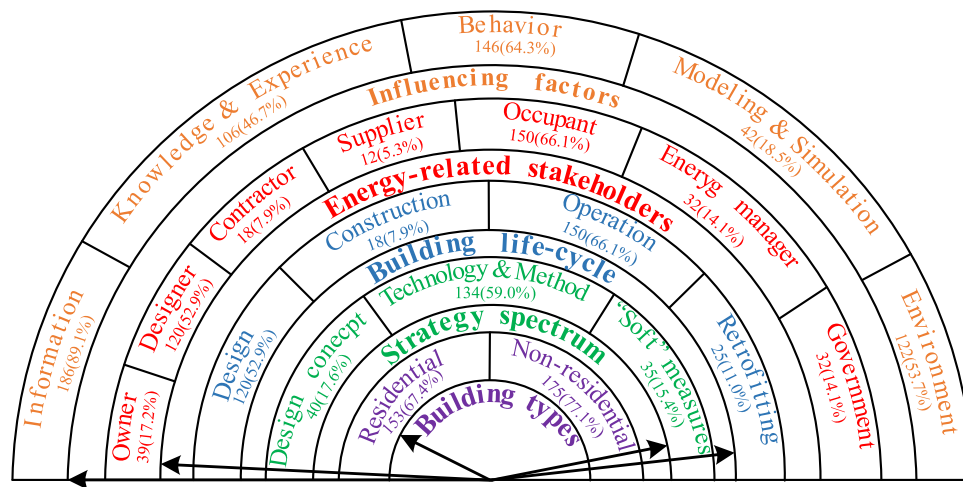 Information
186(89.1%)
Knowledge & Experience
106(46.7%)
Behavior
146(64.3%)
Modeling & Simulation
42(18.5%)
Environment
122(53.7%)
Influencing factors
Owner
39(17.2%)
Designer
120(52.9%)
Contractor
18(7.9%)
Supplier
12(5.3%)
Occupant
150(66.1%)
Eneryg manager
32(14.1%)
Government
32(14.1%)
Energy-related stakeholders
Design
120(52.9%)
Construction
18(7.9%)
Operation
150(66.1%)
Retrofitting
25(11.0%)
Building life-cycle
Design conecpt
40(17.6%)
Technology & Method
134(59.0%)
“Soft” measures
35(15.4%)
Strategy spectrum
Residential
153(67.4%)
Non-residential
175(77.1%)
Building types